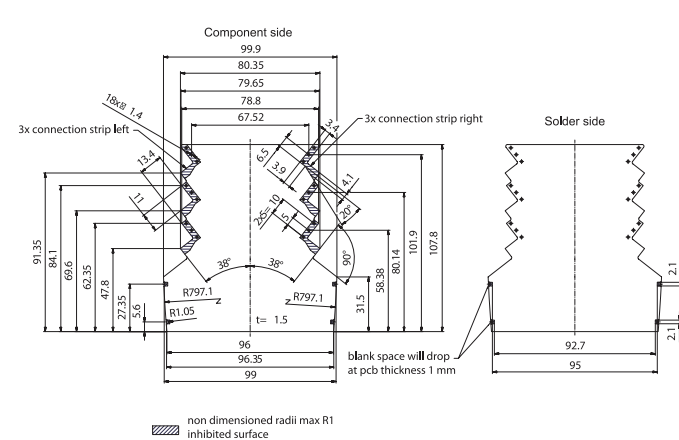 Component side
99.9
80.35
79.65
78.8
67.52
18x⌀ 1.4
3x connection strip left
3x connection strip right
Solder side
3.4
6.5
3.9
13.4
11
4.1
20°
2x5= 10
5
90°
38°
38°
91.35
84.1
69.6
62.35
47.8
27.35
5.6
R797.1
R797.1
R1.05
t= 1.5
31.5
58.38
80.14
101.9
107.8
96
96.35
99
2.1
2.1
92.7
95
blank space will drop
at pcb thickness 1 mm
non dimensioned radii max R1
inhibited surface